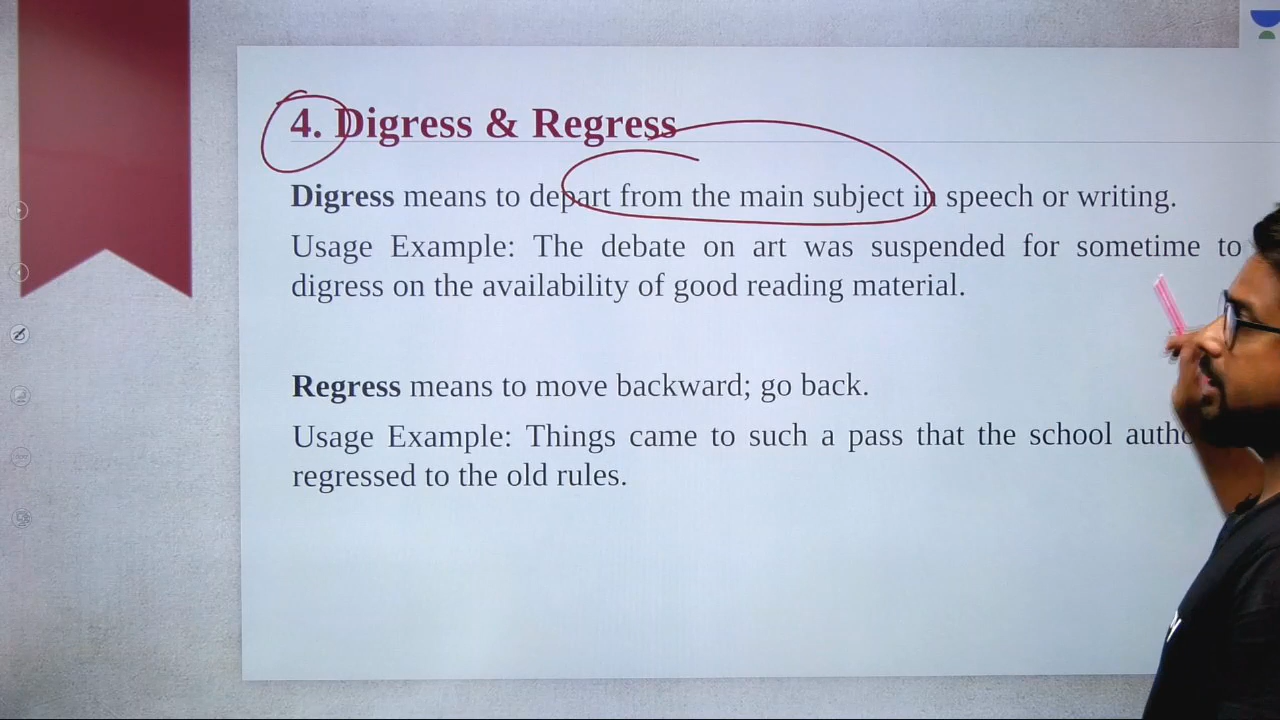 4. Digress & Regress
Digress means to depart from the main subject in speech or writing.
Usage Example: The debate on art was suspended for sometime to
digress on the availability of good reading material.
Regress means to move backward; go back.
Usage Example: Things came to such a pass that the school
regressed to the old rules.